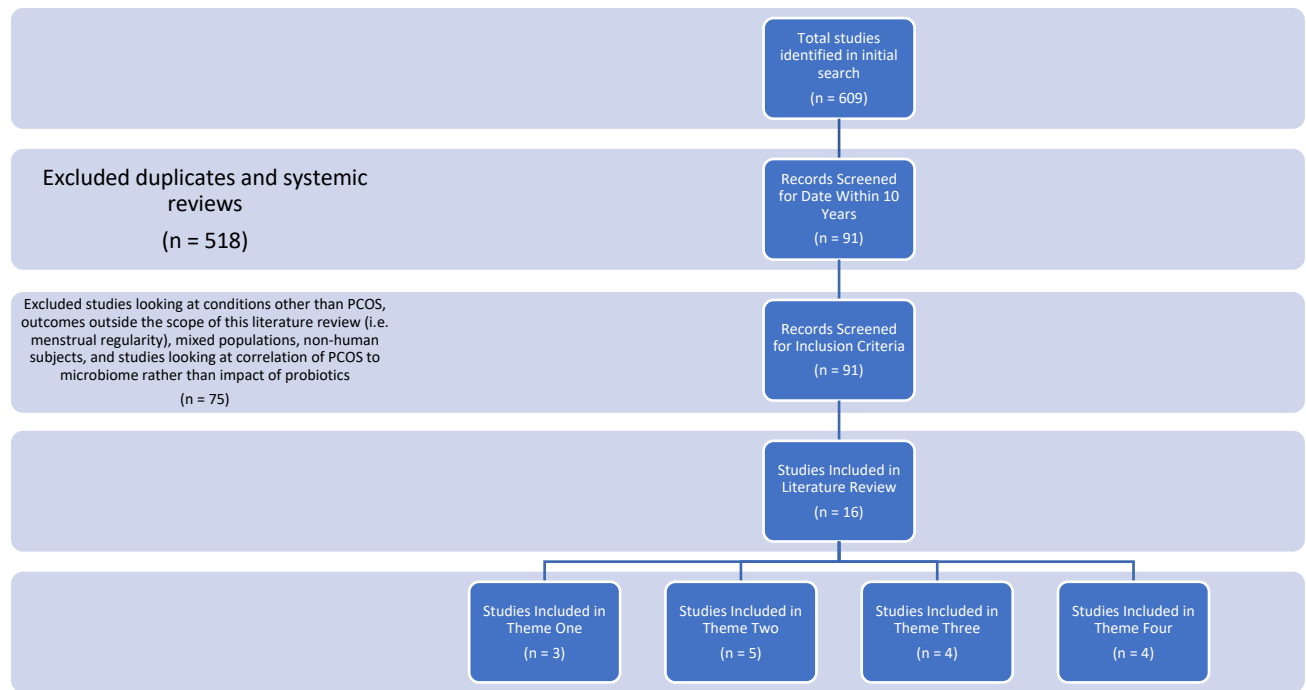 Total studies
identified in initial
search
(n = 609)
Excluded duplicates and systemic
reviews
(n = 518)
Records Screened
for Date Within 10
Years
(n = 91)
Excluded studies looking at conditions other than PCOS,
outcomes outside the scope of this literature review (i.e.
menstrual regularity), mixed populations, non-human
subjects, and studies looking at correlation of PCOS to
microbiome rather than impact of probiotics
(n = 75)
Records Screened
for Inclusion Criteria
(n = 91)
Studies Included in
Literature Review
(n = 16)
Studies Included in
Theme One
(n = 3)
Studies Included in
Theme Two
(n = 5)
Studies Included in
Theme Three
(n = 4)
Studies Included in
Theme Four
(n = 4)